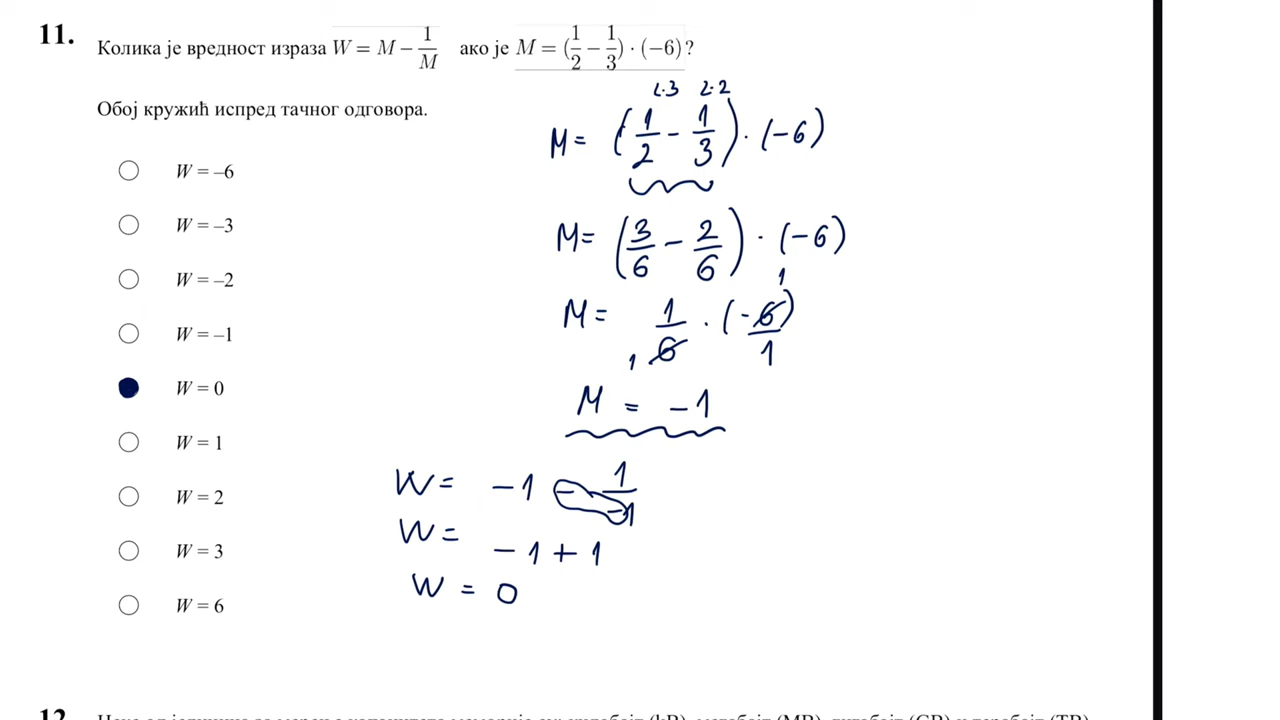 11. Колика је вредност израза W = M − 1/M ако је M = (1/2 − 1/3) · (−6)?
Обој кружић испред тачног одговора.
W = –6
W = –3
W = –2
W = –1
W = 0
W = 1
W = 2
W = 3
W = 6
2·3 2·2
M = (1/2 − 1/3) · (−6)
M = (3/6 − 2/6) · (−6)
M = 1/6 · (−6/1)
1 1
M = −1
W = −1 − 1/−1
W = −1 + 1
W = 0